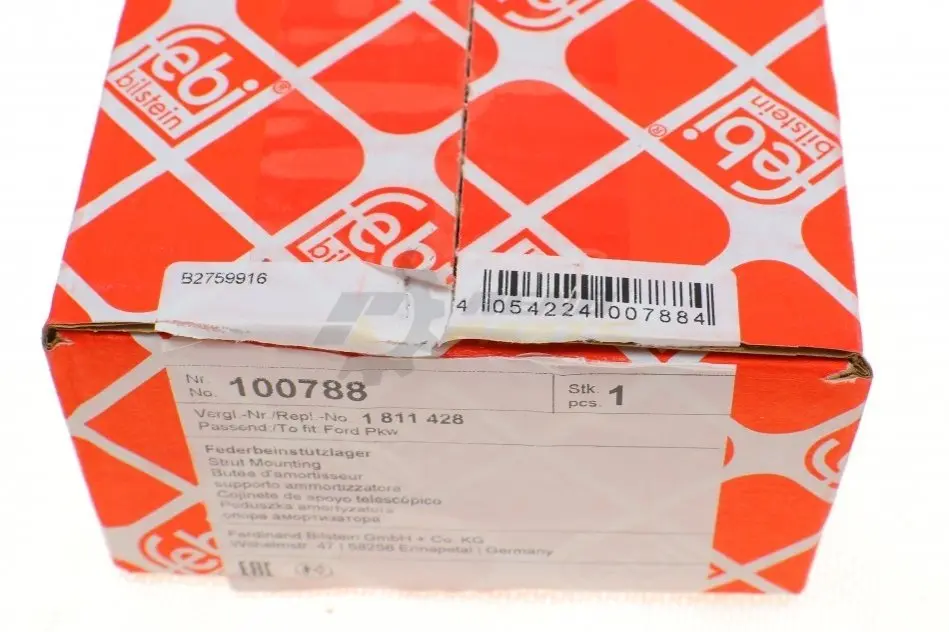 febi
bilstein
®
febi
bilstein
®
febi
bilstein
B2759916
4 054224 007884
Nr.
No. 100788
Stk.
pcs. 1
Vergl.-Nr./Repl.-No. 1 811 428
Passend:/To fit: Ford Pkw
Federbeinstützlager
Strut Mounting
Butée d'amortisseur
supporto ammortizzatore
Cojinete de apoyo telescópico
Poduszka amortyzatora
опора амортизатора
Ferdinand Bilstein GmbH + Co. KG
Wilhelmstr. 47 | 58256 Ennepetal | Germany
EAC